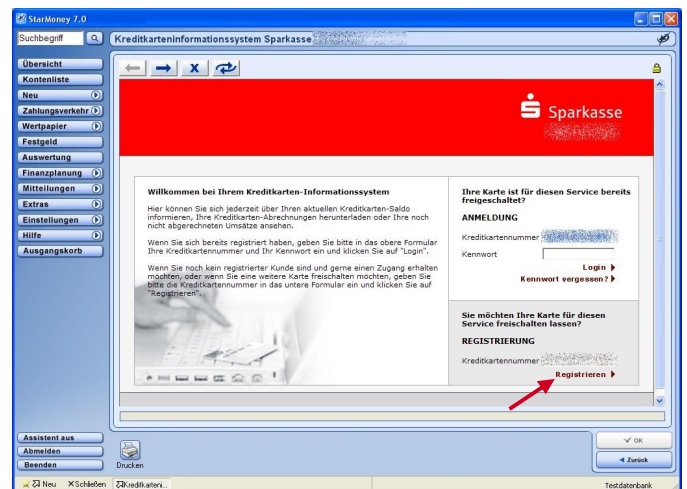 StarMoney 7.0
Suchbegriff
Kreditkarteninformationssystem Sparkasse
Übersicht
Kontenliste
Neu
Zahlungsverkehr
Wertpapier
Festgeld
Auswertung
Finanzplanung
Mitteilungen
Extras
Einstellungen
Hilfe
Ausgangskorb
X
Sparkasse
Willkommen bei Ihrem Kreditkarten-Informationssystem
Hier können Sie sich jederzeit über Ihren aktuellen Kreditkarten-Saldo
informieren, Ihre Kreditkarten-Abrechnungen herunterladen oder Ihre noch
nicht abgerechneten Umsätze ansehen.
Wenn Sie sich bereits registriert haben, geben Sie bitte in das obere Formular
Ihre Kreditkartennummer und Ihr Kennwort ein und klicken Sie auf "Login".
Wenn Sie noch kein registrierter Kunde sind und gerne einen Zugang erhalten
möchten, oder wenn Sie eine weitere Karte freischalten möchten, geben Sie
bitte die Kreditkartennummer in das untere Formular ein und klicken Sie auf
"Registrieren".
Ihre Karte ist für diesen Service bereits
freigeschaltet?
ANMELDUNG
Kreditkartennummer
Kennwort
Login
Kennwort vergessen?
Sie möchten Ihre Karte für diesen
Service freischalten lassen?
REGISTRIERUNG
Kreditkartennummer
Registrieren
Assistent aus
Abmelden
Beenden
Drucken
OK
Zurück
Neu
XSchließen
Kreditkarteni...
Testdatenbank